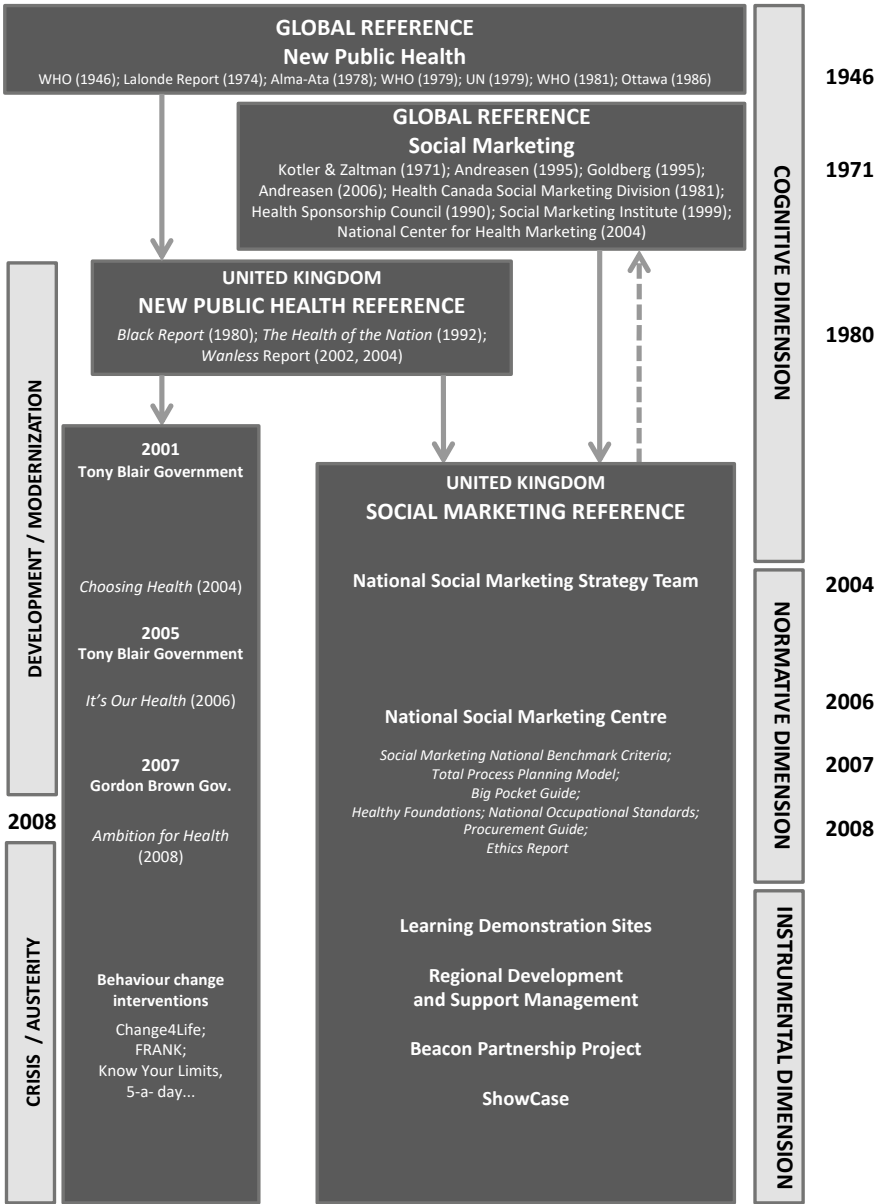 GLOBAL REFERENCE
New Public Health
WHO (1946); Lalonde Report (1974); Alma-Ata (1978); WHO (1979); UN (1979); WHO (1981); Ottawa (1986)
1946
GLOBAL REFERENCE
Social Marketing
Kotler & Zaltman (1971); Andreasen (1995); Goldberg (1995);
Andreasen (2006); Health Canada Social Marketing Division (1981);
Health Sponsorship Council (1990); Social Marketing Institute (1999);
National Center for Health Marketing (2004)
1971
COGNITIVE DIMENSION
UNITED KINGDOM
NEW PUBLIC HEALTH REFERENCE
Black Report (1980); The Health of the Nation (1992);
Wanless Report (2002, 2004)
1980
DEVELOPMENT / MODERNIZATION
2001
Tony Blair Government
Choosing Health (2004)
2005
Tony Blair Government
It's Our Health (2006)
2007
Gordon Brown Gov.
2008
Ambition for Health
(2008)
CRISIS / AUSTERITY
Behaviour change
interventions
Change4Life;
FRANK;
Know Your Limits,
5-a- day...
UNITED KINGDOM
SOCIAL MARKETING REFERENCE
National Social Marketing Strategy Team
National Social Marketing Centre
Social Marketing National Benchmark Criteria;
Total Process Planning Model;
Big Pocket Guide;
Healthy Foundations; National Occupational Standards;
Procurement Guide;
Ethics Report
Learning Demonstration Sites
Regional Development
and Support Management
Beacon Partnership Project
ShowCase
NORMATIVE DIMENSION
2004
2006
2007
2008
INSTRUMENTAL DIMENSION